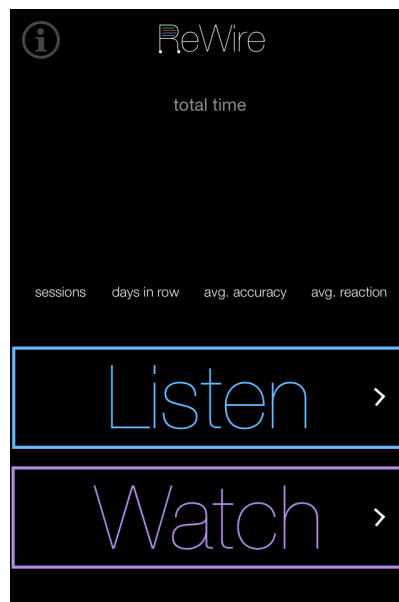 i ReWire
total time
sessions days in row avg. accuracy avg. reaction
Listen
Watch